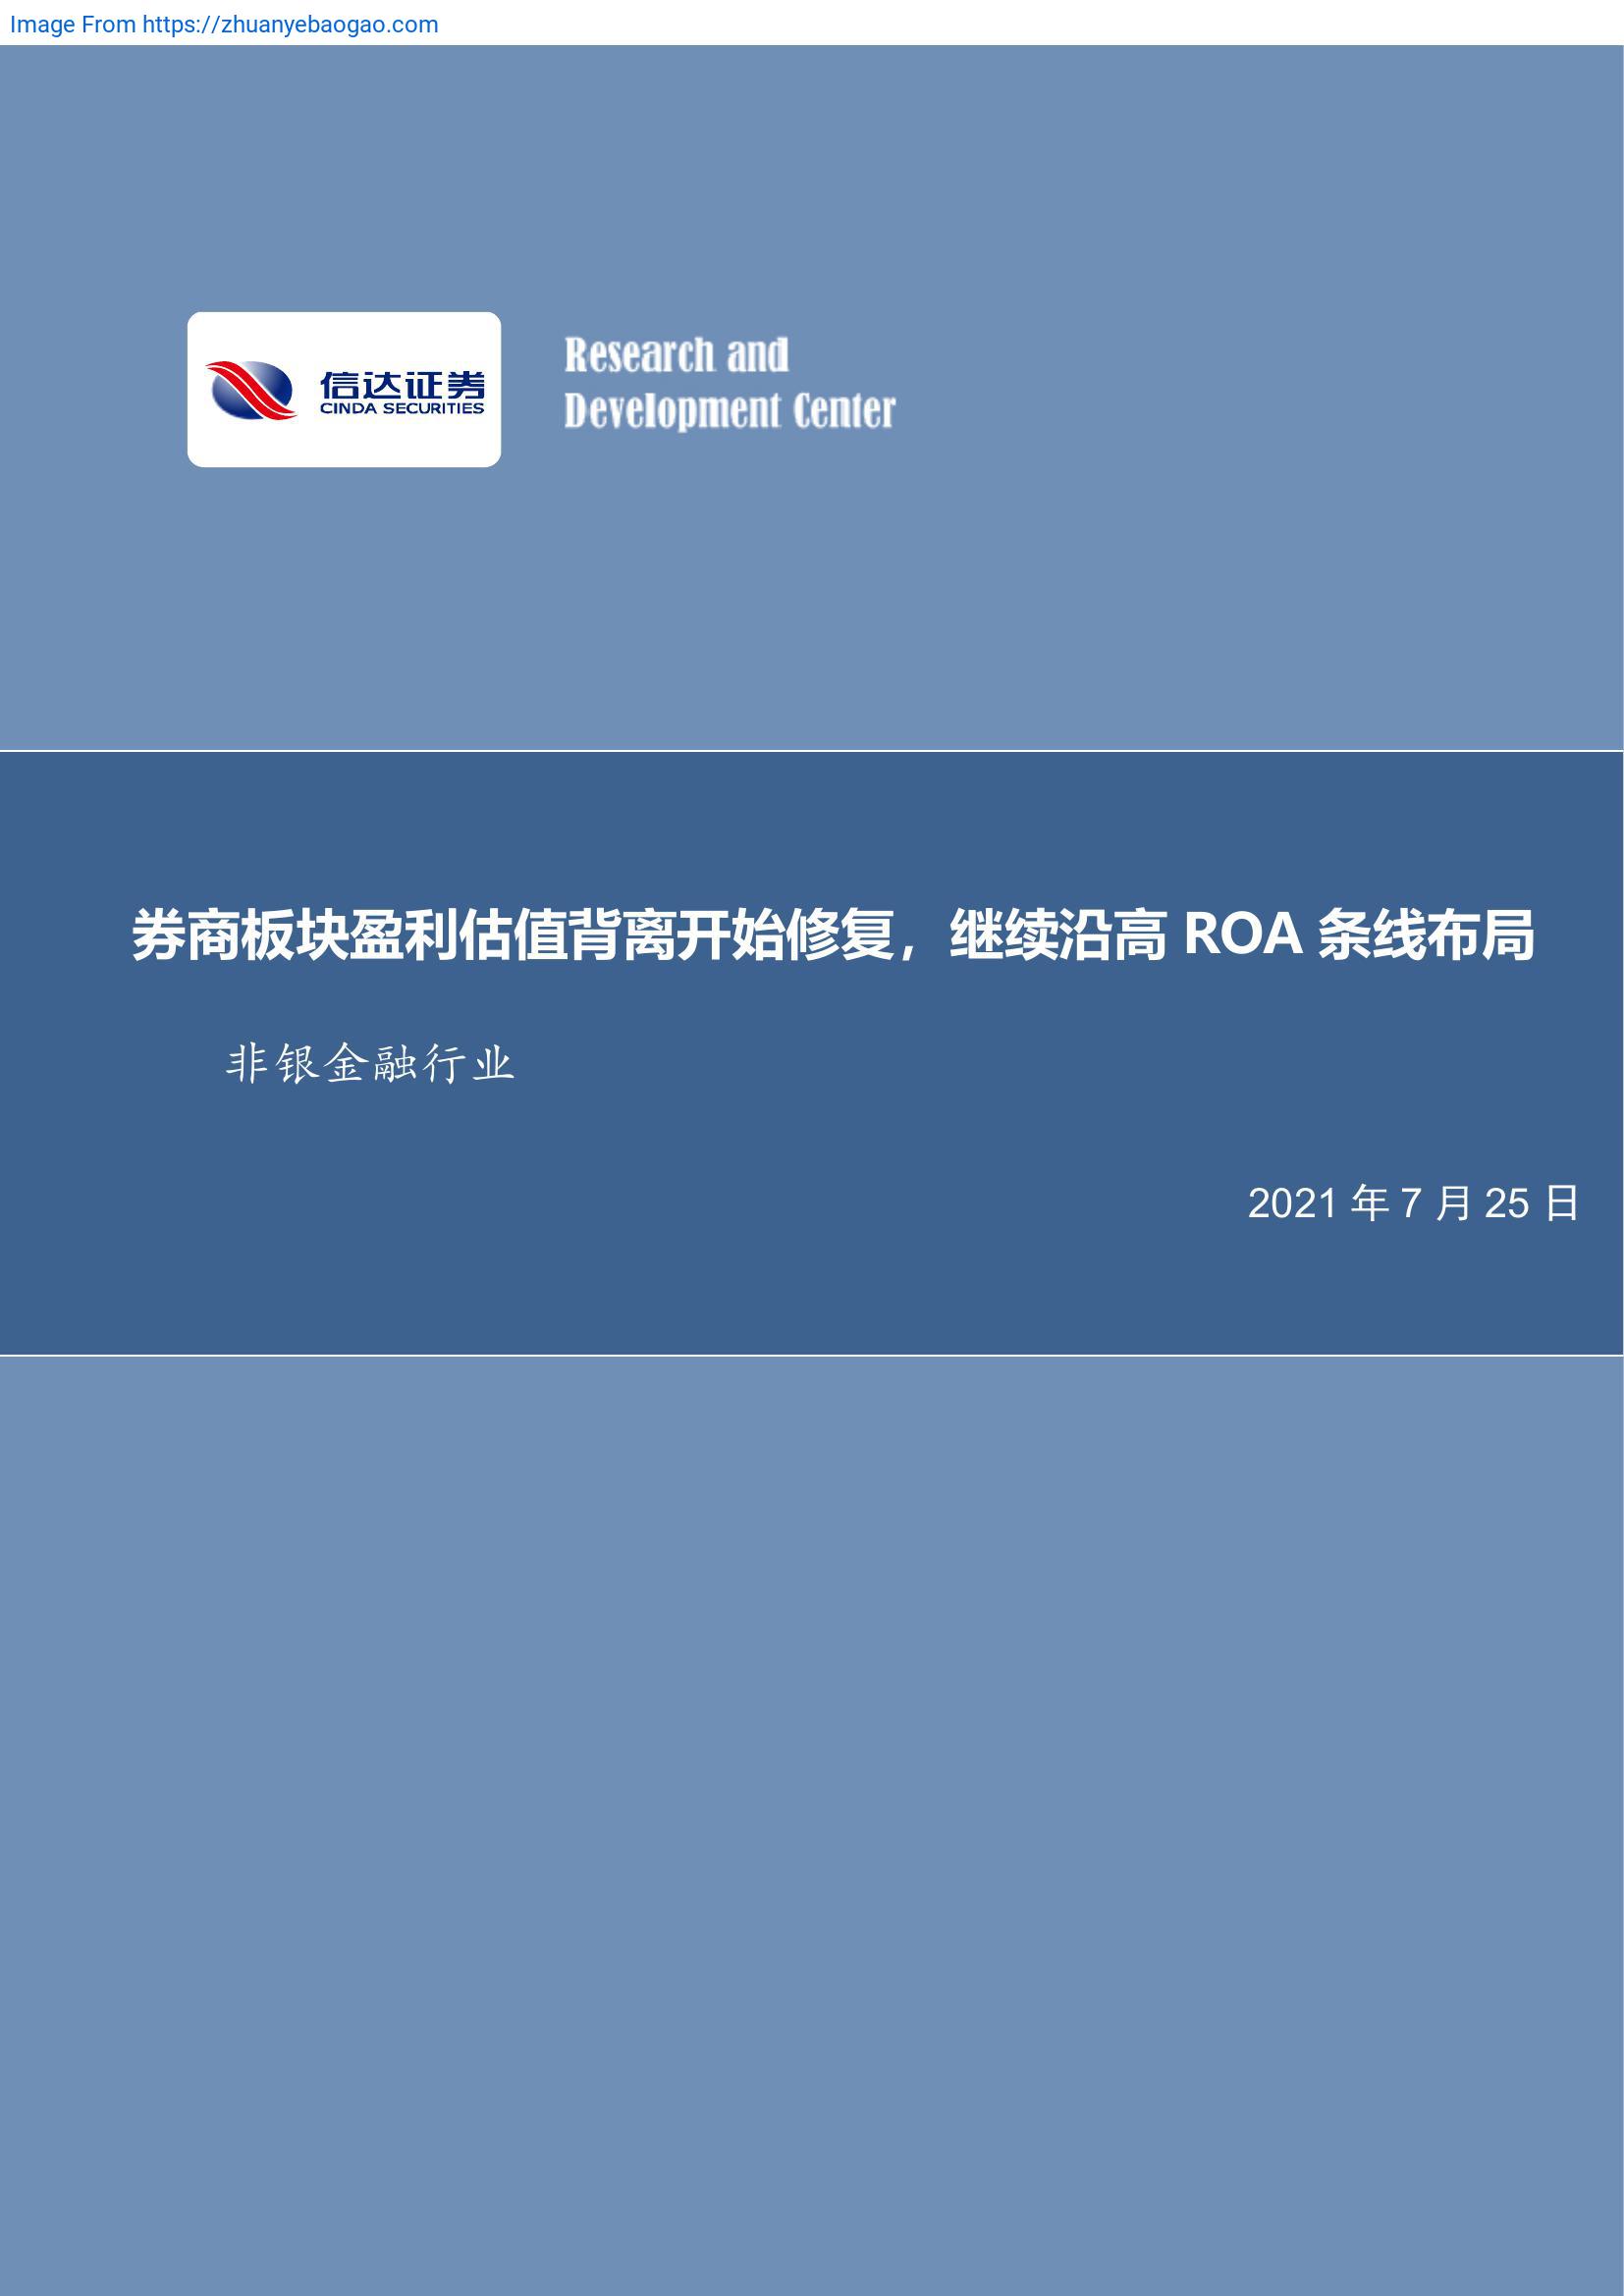 Image From https://zhuanyebaogao.com
信达证券
CINDA SECURITIES
Research and
Development Center
券商板块盈利估值背离开始修复，继续沿高 ROA 条线布局
非银金融行业
2021 年 7 月 25 日